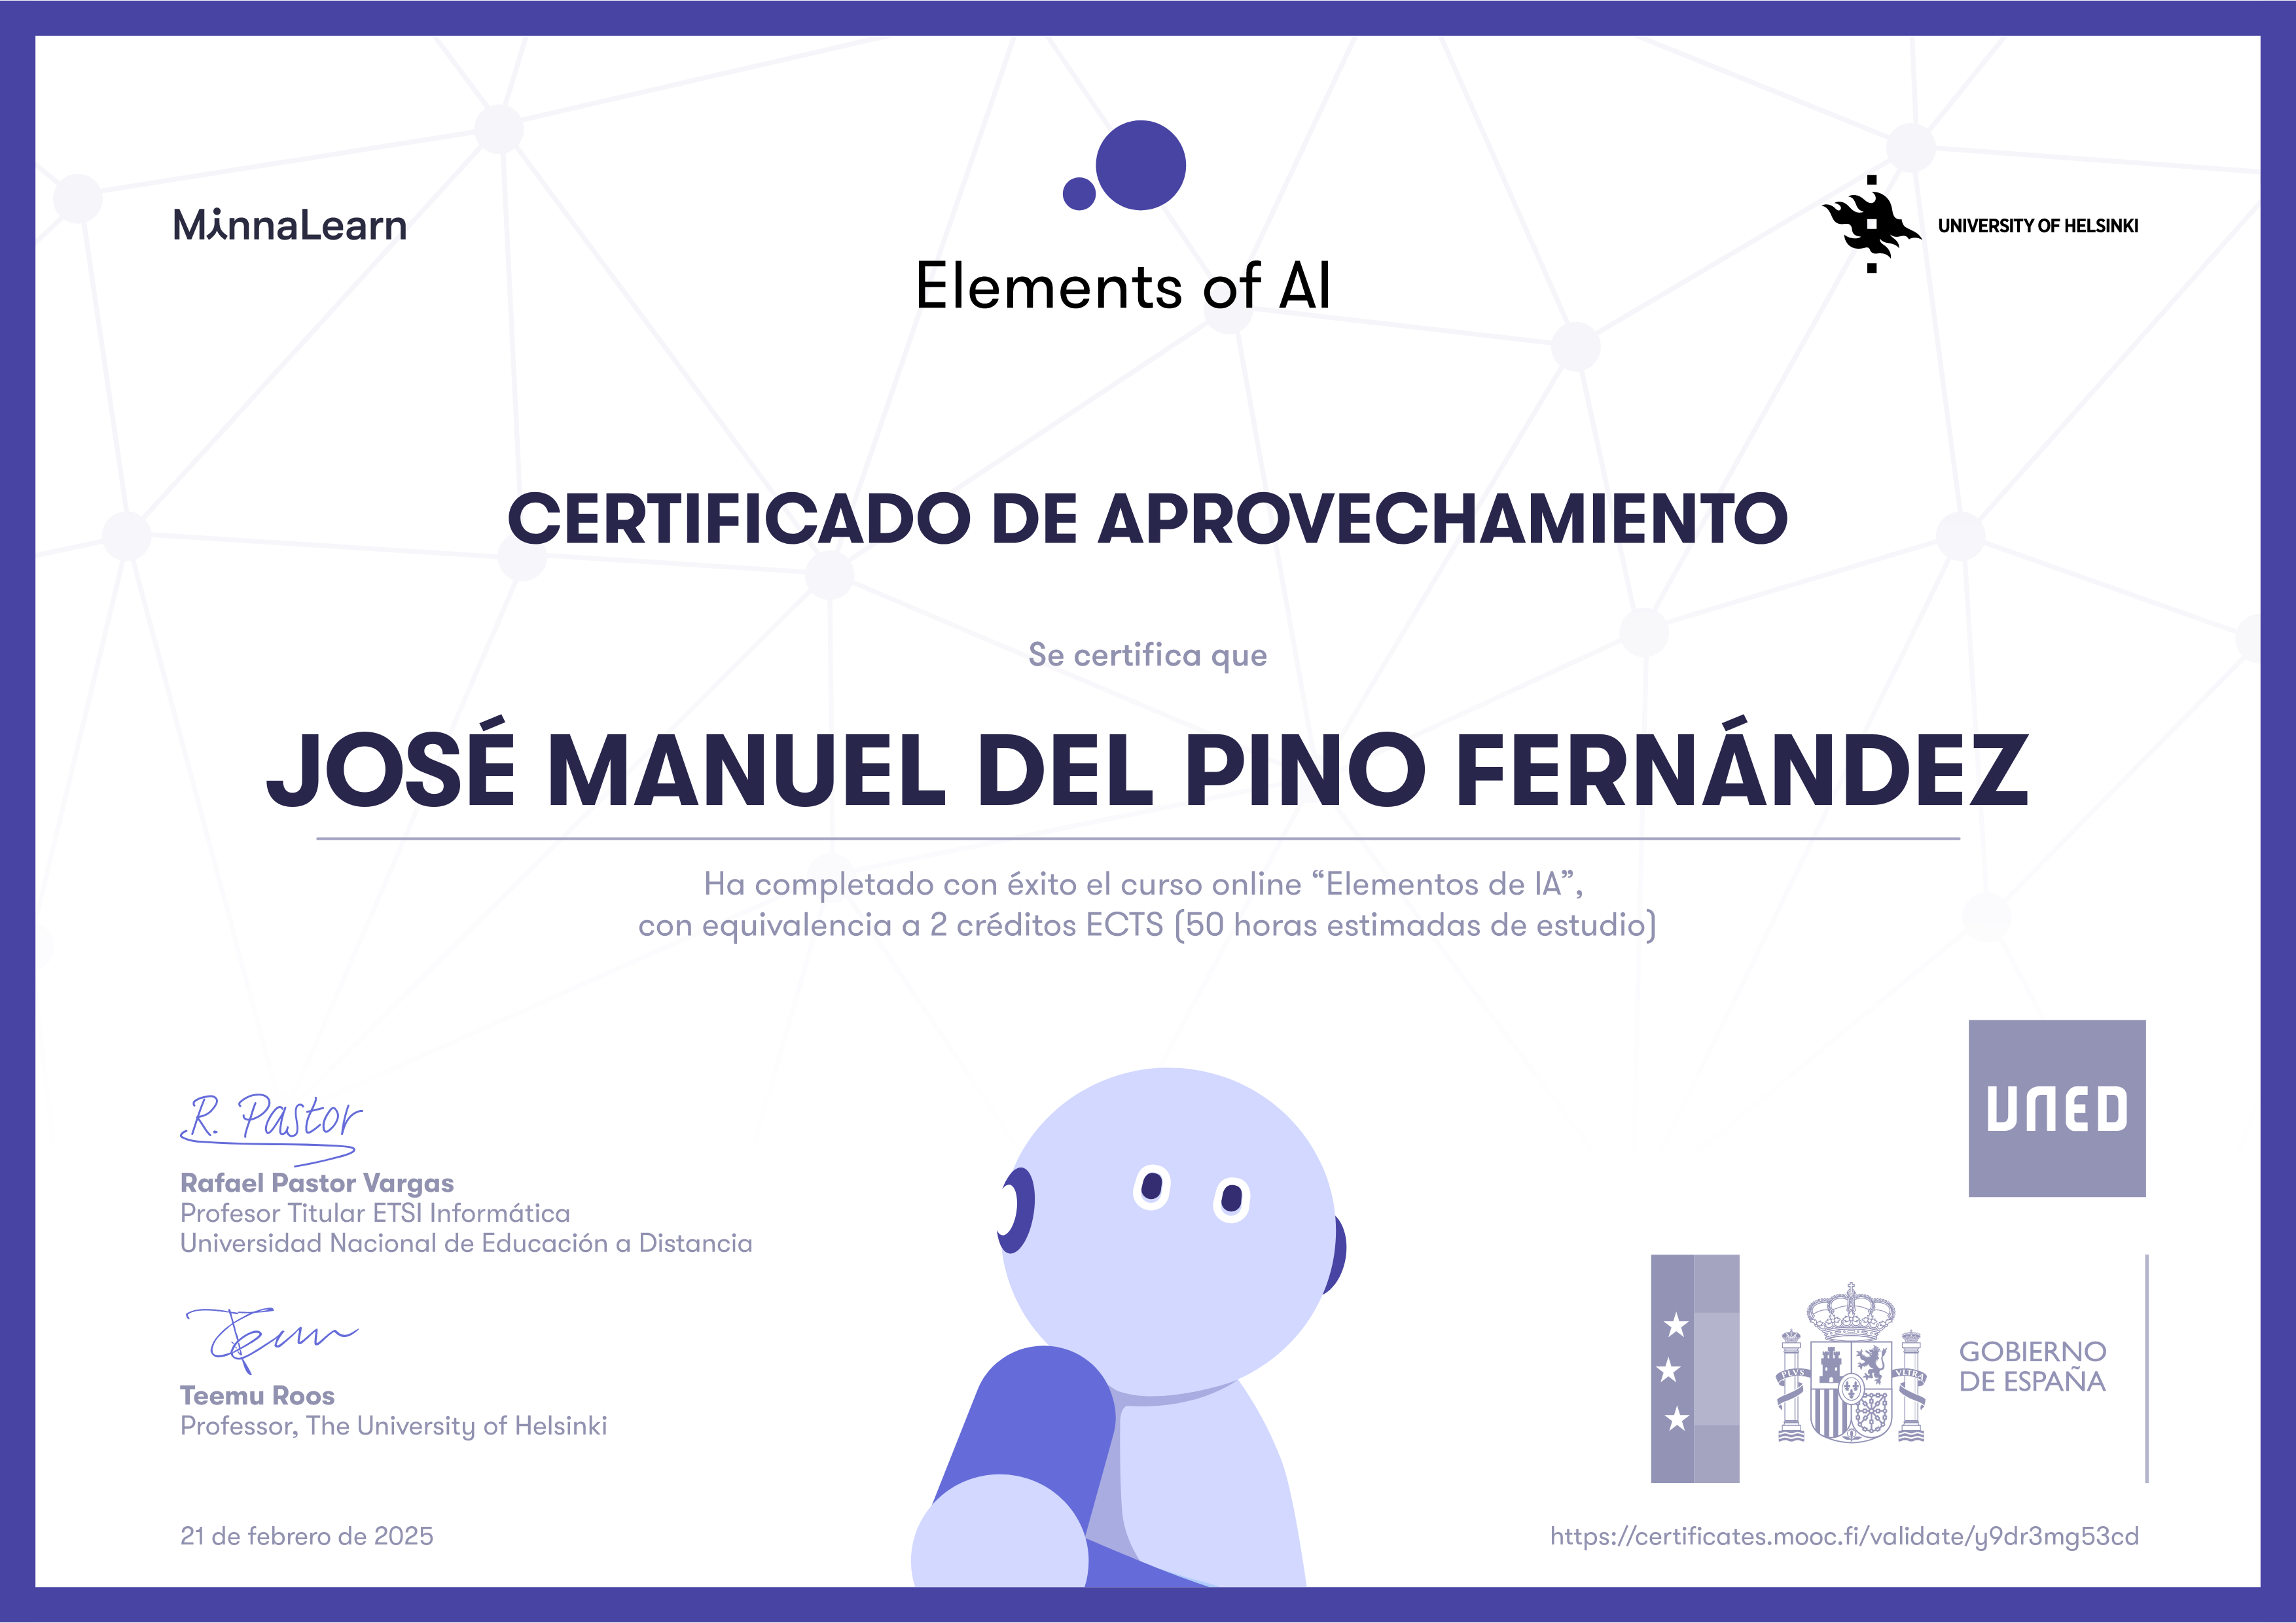 MinnaLearn
Elements of AI
UNIVERSITY OF HELSINKI
CERTIFICADO DE APROVECHAMIENTO
Se certifica que
JOSÉ MANUEL DEL PINO FERNÁNDEZ
Ha completado con éxito el curso online “Elementos de IA”,
con equivalencia a 2 créditos ECTS (50 horas estimadas de estudio)
R. Pastor
Rafael Pastor Vargas
Profesor Titular ETSI Informática
Universidad Nacional de Educación a Distancia
Teemu Roos
Professor, The University of Helsinki
21 de febrero de 2025
UNED
PLVS VLTRA
GOBIERNO
DE ESPAÑA
https://certificates.mooc.fi/validate/y9dr3mg53cd